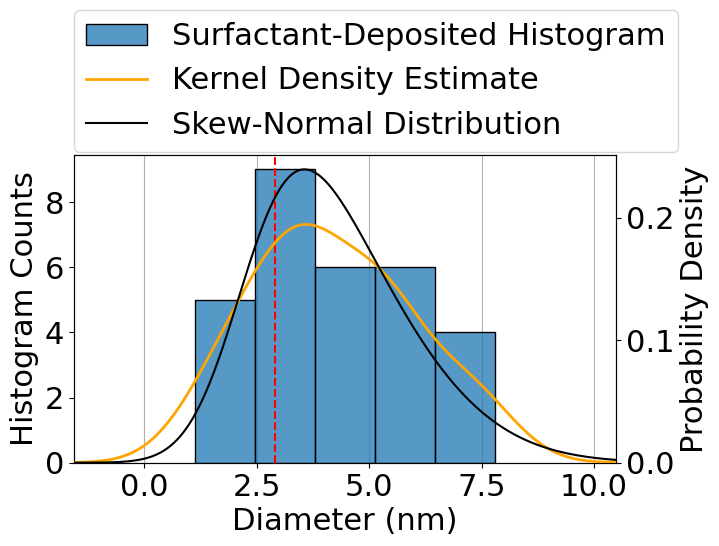 Surfactant-Deposited Histogram
Kernel Density Estimate
Skew-Normal Distribution
Histogram Counts
8
6
4
2
0
0.2
0.1
0.0
Probability Density
0.0 2.5 5.0 7.5 10.0
Diameter (nm)